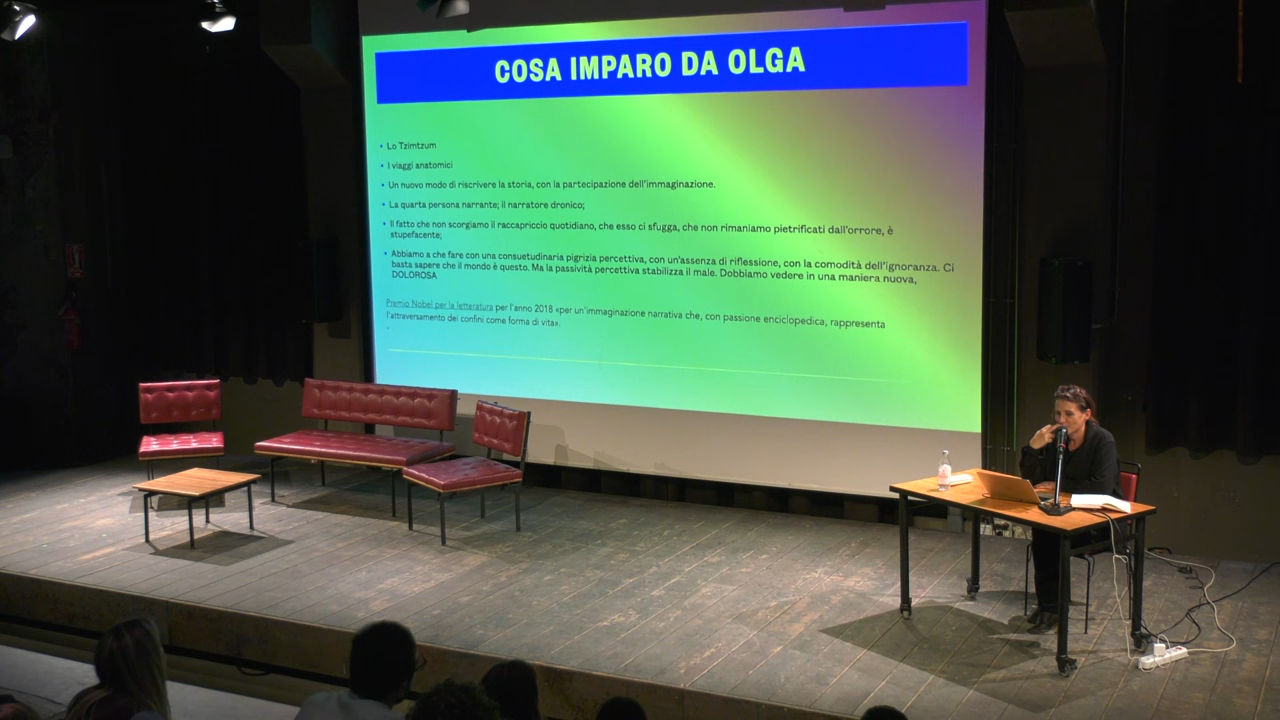 COSA IMPARO DA OLGA
• Lo Tzimtzum
• I viaggi anatomici
• Un nuovo modo di riscrivere la storia, con la partecipazione dell'immaginazione.
• La quarta persona narrante; il narratore dronico;
• Il fatto che non scorgiamo il raccapriccio quotidiano, che esso ci sfugga, che non rimaniamo pietrificati dall'orrore, è
stupefacente;
• Abbiamo a che fare con una consuetudinaria pigrizia percettiva, con un'assenza di riflessione, con la comodità dell'ignoranza. Ci
basta sapere che il mondo è questo. Ma la passività percettiva stabilizza il male. Dobbiamo vedere in una maniera nuova,
DOLOROSA
Premio Nobel per la letteratura per l'anno 2018 «per un'immaginazione narrativa che, con passione enciclopedica, rappresenta
l'attraversamento dei confini come forma di vita».